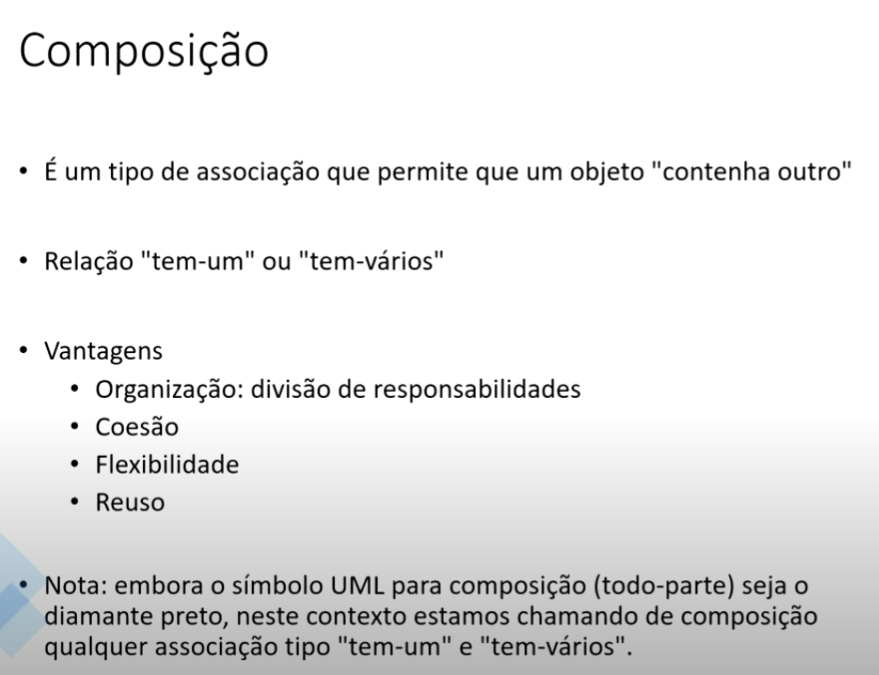 Composição
• É um tipo de associação que permite que um objeto "contenha outro"
• Relação "tem-um" ou "tem-vários"
• Vantagens
• Organização: divisão de responsabilidades
• Coesão
• Flexibilidade
• Reuso
• Nota: embora o símbolo UML para composição (todo-parte) seja o
diamante preto, neste contexto estamos chamando de composição
qualquer associação tipo "tem-um" e "tem-vários".